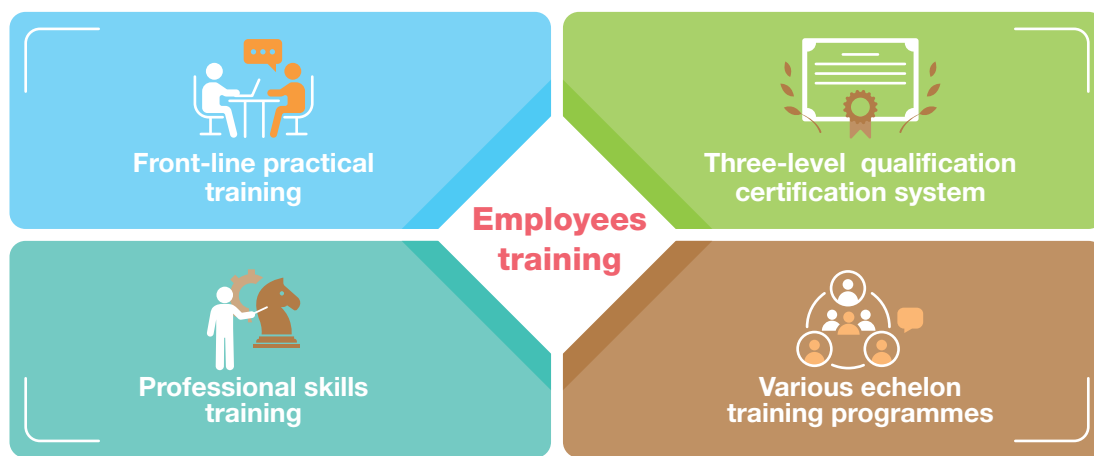 Front-line practical
training
Three-level qualification
certification system
Employees
training
Professional skills
training
Various echelon
training programmes